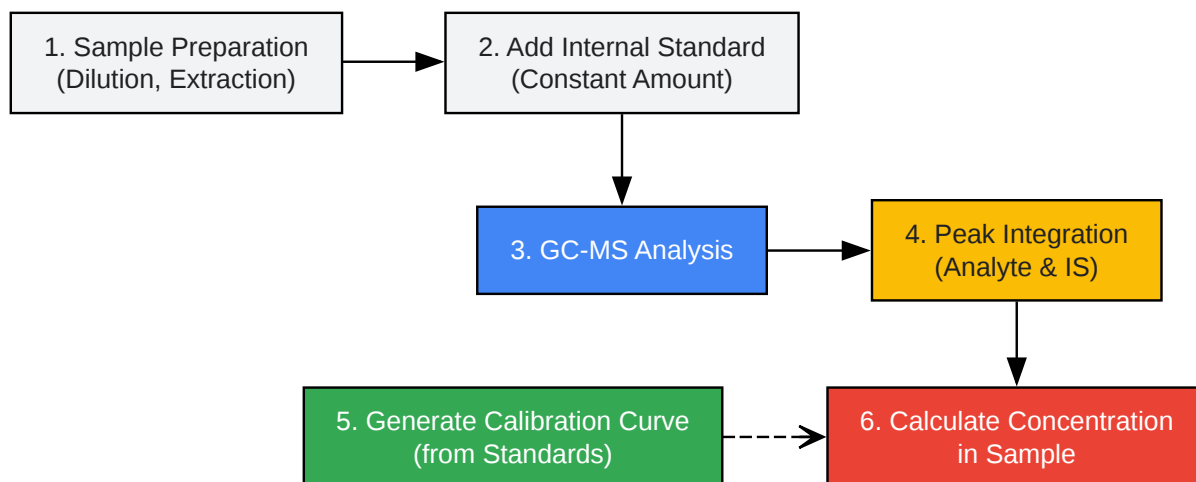 1. Sample Preparation
(Dilution, Extraction)
2. Add Internal Standard
(Constant Amount)
3. GC-MS Analysis
4. Peak Integration
(Analyte & IS)
5. Generate Calibration Curve
(from Standards)
6. Calculate Concentration
in Sample